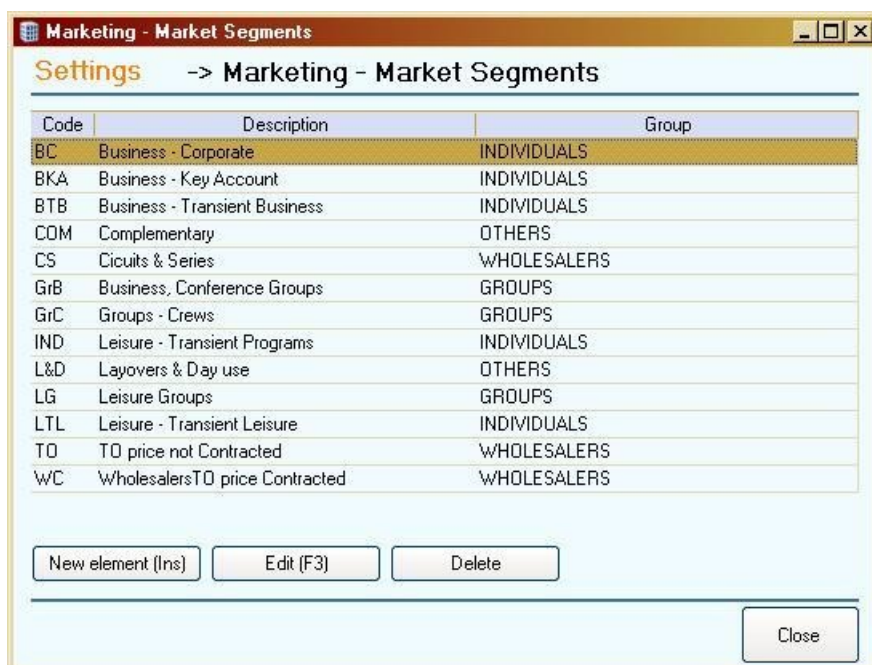 Marketing - Market Segments
Settings -> Marketing - Market Segments
Code Description Group
BC Business - Corporate INDIVIDUALS
BKA Business - Key Account INDIVIDUALS
BTB Business - Transient Business INDIVIDUALS
COM Complementary OTHERS
CS Cicuits & Series WHOLESALERS
GrB Business, Conference Groups GROUPS
GrC Groups - Crews GROUPS
IND Leisure - Transient Programs INDIVIDUALS
L&D Layovers & Day use OTHERS
LG Leisure Groups GROUPS
LTL Leisure - Transient Leisure INDIVIDUALS
TO TO price not Contracted WHOLESALERS
WC WholesalersTO price Contracted WHOLESALERS
New element (Ins) Edit (F3) Delete
Close